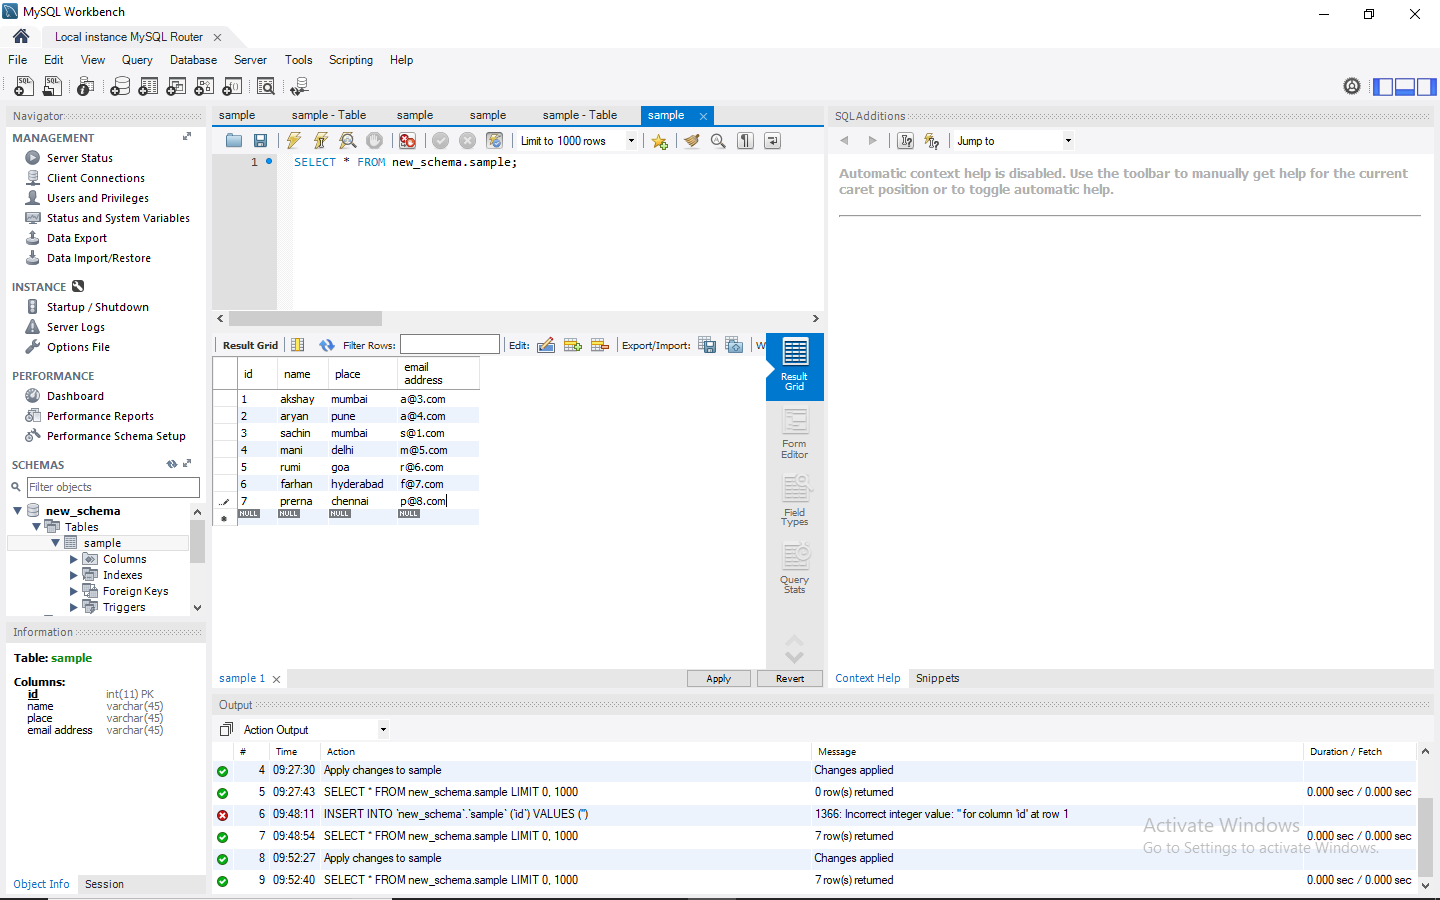 MySQL Workbench
Local instance MySQL Router
File Edit View Query Database Server Tools Scripting Help
Navigator
MANAGEMENT
Server Status
Client Connections
Users and Privileges
Status and System Variables
Data Export
Data Import/Restore
INSTANCE
Startup / Shutdown
Server Logs
Options File
PERFORMANCE
Dashboard
Performance Reports
Performance Schema Setup
SCHEMAS
Filter objects
new_schema
Tables
sample
Columns
Indexes
Foreign Keys
Triggers
Information
Table: sample
Columns:
id int(11) PK
name varchar(45)
place varchar(45)
email address varchar(45)
Object Info Session
sample sample - Table sample sample sample - Table sample
Limit to 1000 rows
1 SELECT * FROM new_schema.sample;
Result Grid Filter Rows: Edit: Export/Import: W
id name place email address
1 akshay mumbai a@3.com
2 aryan pune a@4.com
3 sachin mumbai s@1.com
4 mani delhi m@5.com
5 rumi goa r@6.com
6 farhan hyderabad f@7.com
7 prerna chennai p@8.com
NULL NULL NULL NULL
Result Grid
Form Editor
Field Types
Query Stats
sample 1 Apply Revert
SQLAdditions
Jump to
Automatic context help is disabled. Use the toolbar to manually get help for the current
caret position or to toggle automatic help.
Context Help Snippets
Output
Action Output
# Time Action Message Duration / Fetch
4 09:27:30 Apply changes to sample Changes applied
5 09:27:43 SELECT * FROM new_schema.sample LIMIT 0, 1000 0 row(s) returned 0.000 sec / 0.000 sec
6 09:48:11 INSERT INTO `new_schema`.`sample` (`id`) VALUES ('') 1366: Incorrect integer value: '' for column 'id' at row 1
7 09:48:54 SELECT * FROM new_schema.sample LIMIT 0, 1000 7 row(s) returned 0.000 sec / 0.000 sec
8 09:52:27 Apply changes to sample Changes applied
9 09:52:40 SELECT * FROM new_schema.sample LIMIT 0, 1000 7 row(s) returned 0.000 sec / 0.000 sec
Activate Windows
Go to Settings to activate Windows.